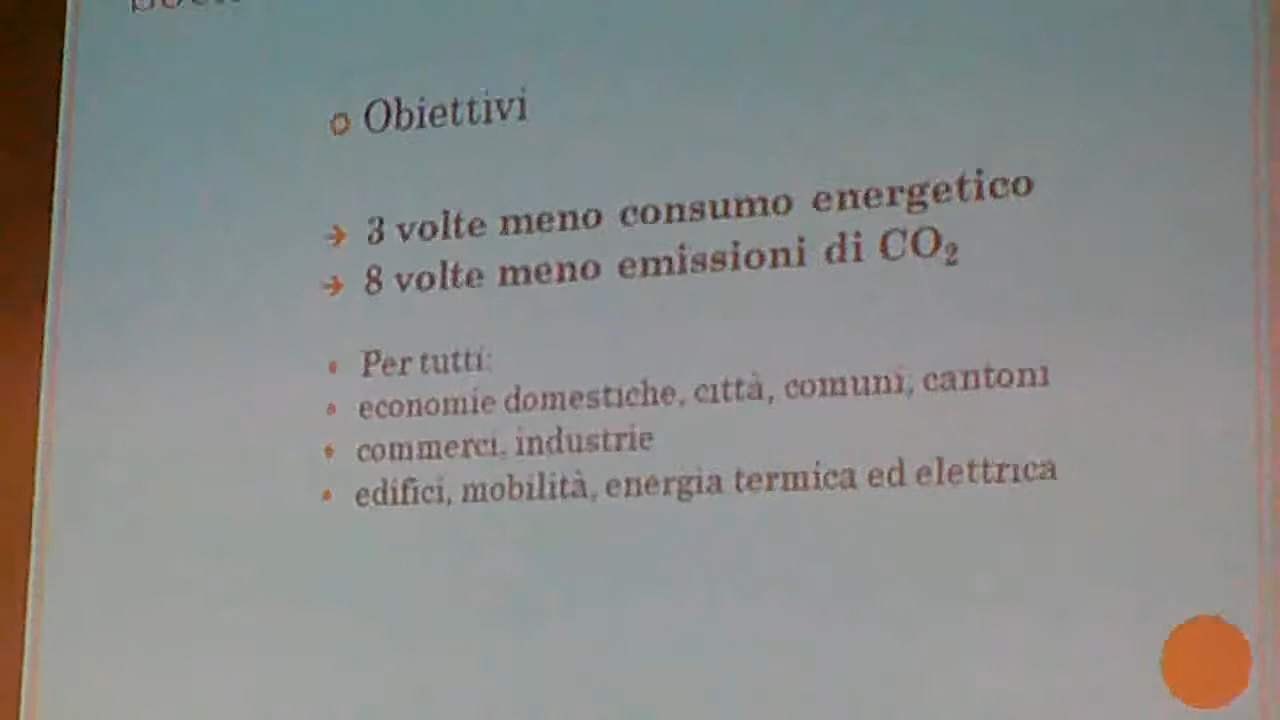 Obiettivi
3 volte meno consumo energetico
8 volte meno emissioni di CO₂
Per tutti:
economie domestiche, città, comuni, cantoni
commerci, industrie
edifici, mobilità, energia termica ed elettrica